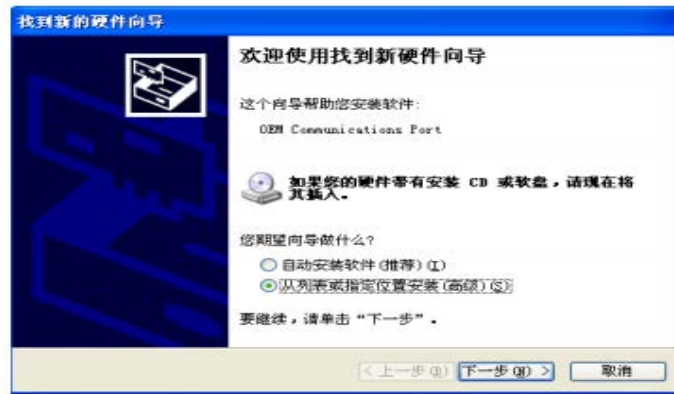 找到新的硬件向导
欢迎使用找到新硬件向导
这个向导帮助您安装软件:
OEM Communications Port
如果您的硬件带有安装 CD 或软盘，请现在将
其插入。
您期望向导做什么?
自动安装软件(推荐)(I)
从列表或指定位置安装(高级)(S)
要继续，请单击“下一步”。
<上一步(B) 下一步(N) > 取消